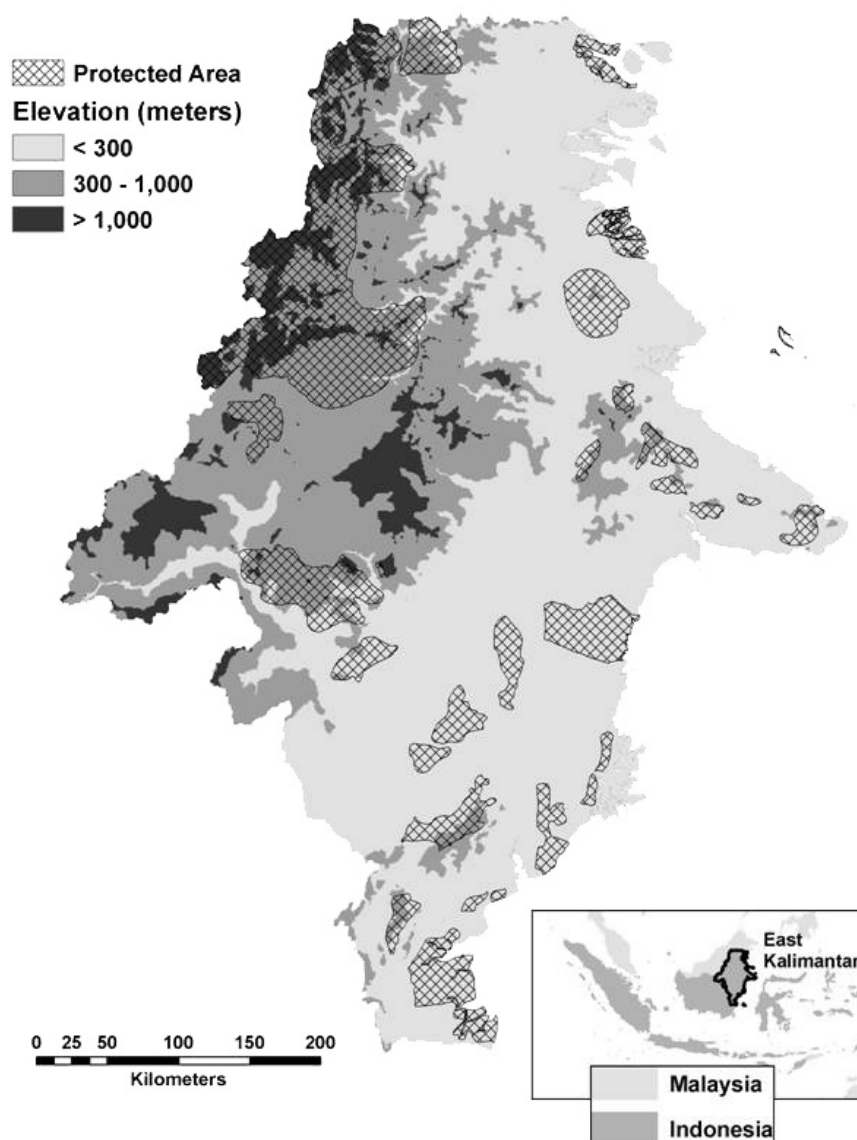 Protected Area
Elevation (meters)
< 300
300 - 1,000
> 1,000
0 25 50 100 150 200
Kilometers
East
Kalimantan
Malaysia
Indonesia